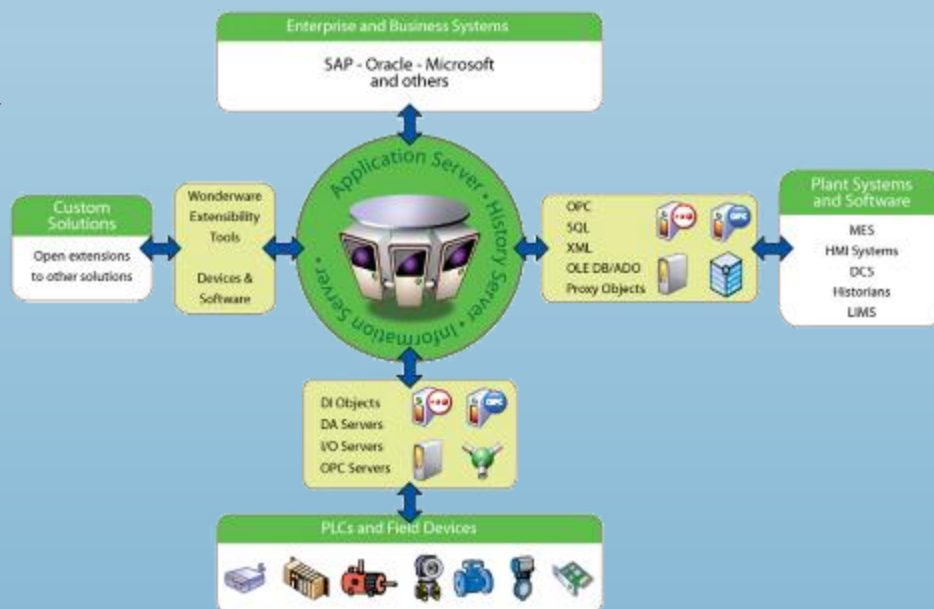 Enterprise and Business Systems
SAP - Oracle - Microsoft
and others
Application Server • History Server • Information Server •
Custom
Solutions
Open extensions
to other solutions
Wonderware
Extensibility
Tools
Devices &
Software
OPC
SQL
XML
OLE DB/ADO
Proxy Objects
OPC
Plant Systems
and Software
MES
HMI Systems
DCS
Historians
LIMS
DI Objects
DA Servers
I/O Servers
OPC Servers
OPC
PLCs and Field Devices